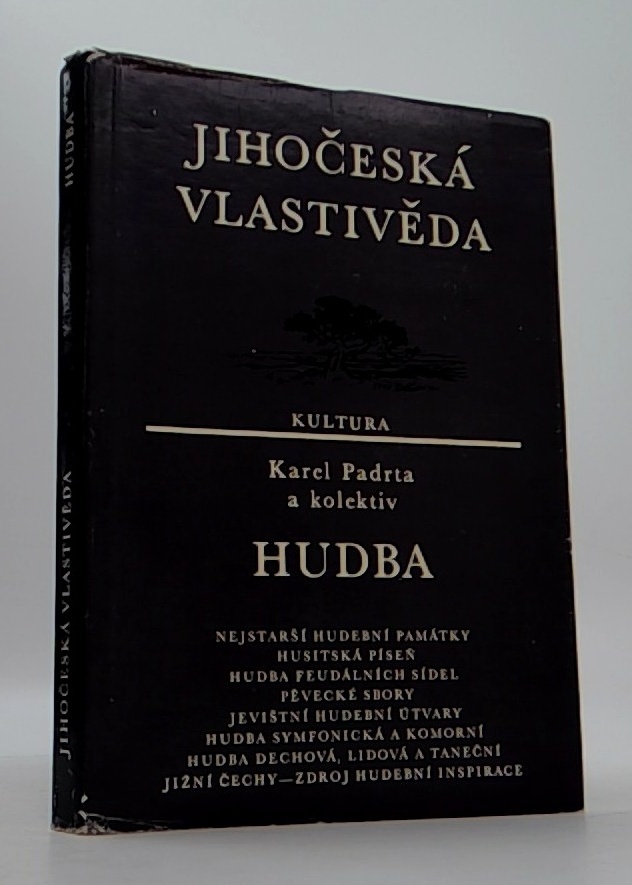 JIHOČESKÁ
VLASTIVĚDA
KULTURA
Karel Padrta
a kolektiv
HUDBA
NEJSTARŠÍ HUDEBNÍ PAMÁTKY
HUSITSKÁ PÍSEŇ
HUDBA FEUDÁLNÍCH SÍDEL
PĚVECKÉ SBORY
JEVIŠTNÍ HUDEBNÍ ÚTVARY
HUDBA SYMFONICKÁ A KOMORNÍ
HUDBA DECHOVÁ, LIDOVÁ A TANEČNÍ
JIŽNÍ ČECHY—ZDROJ HUDEBNÍ INSPIRACE
JIHOČESKÁ VLASTIVĚDA
HUDBA